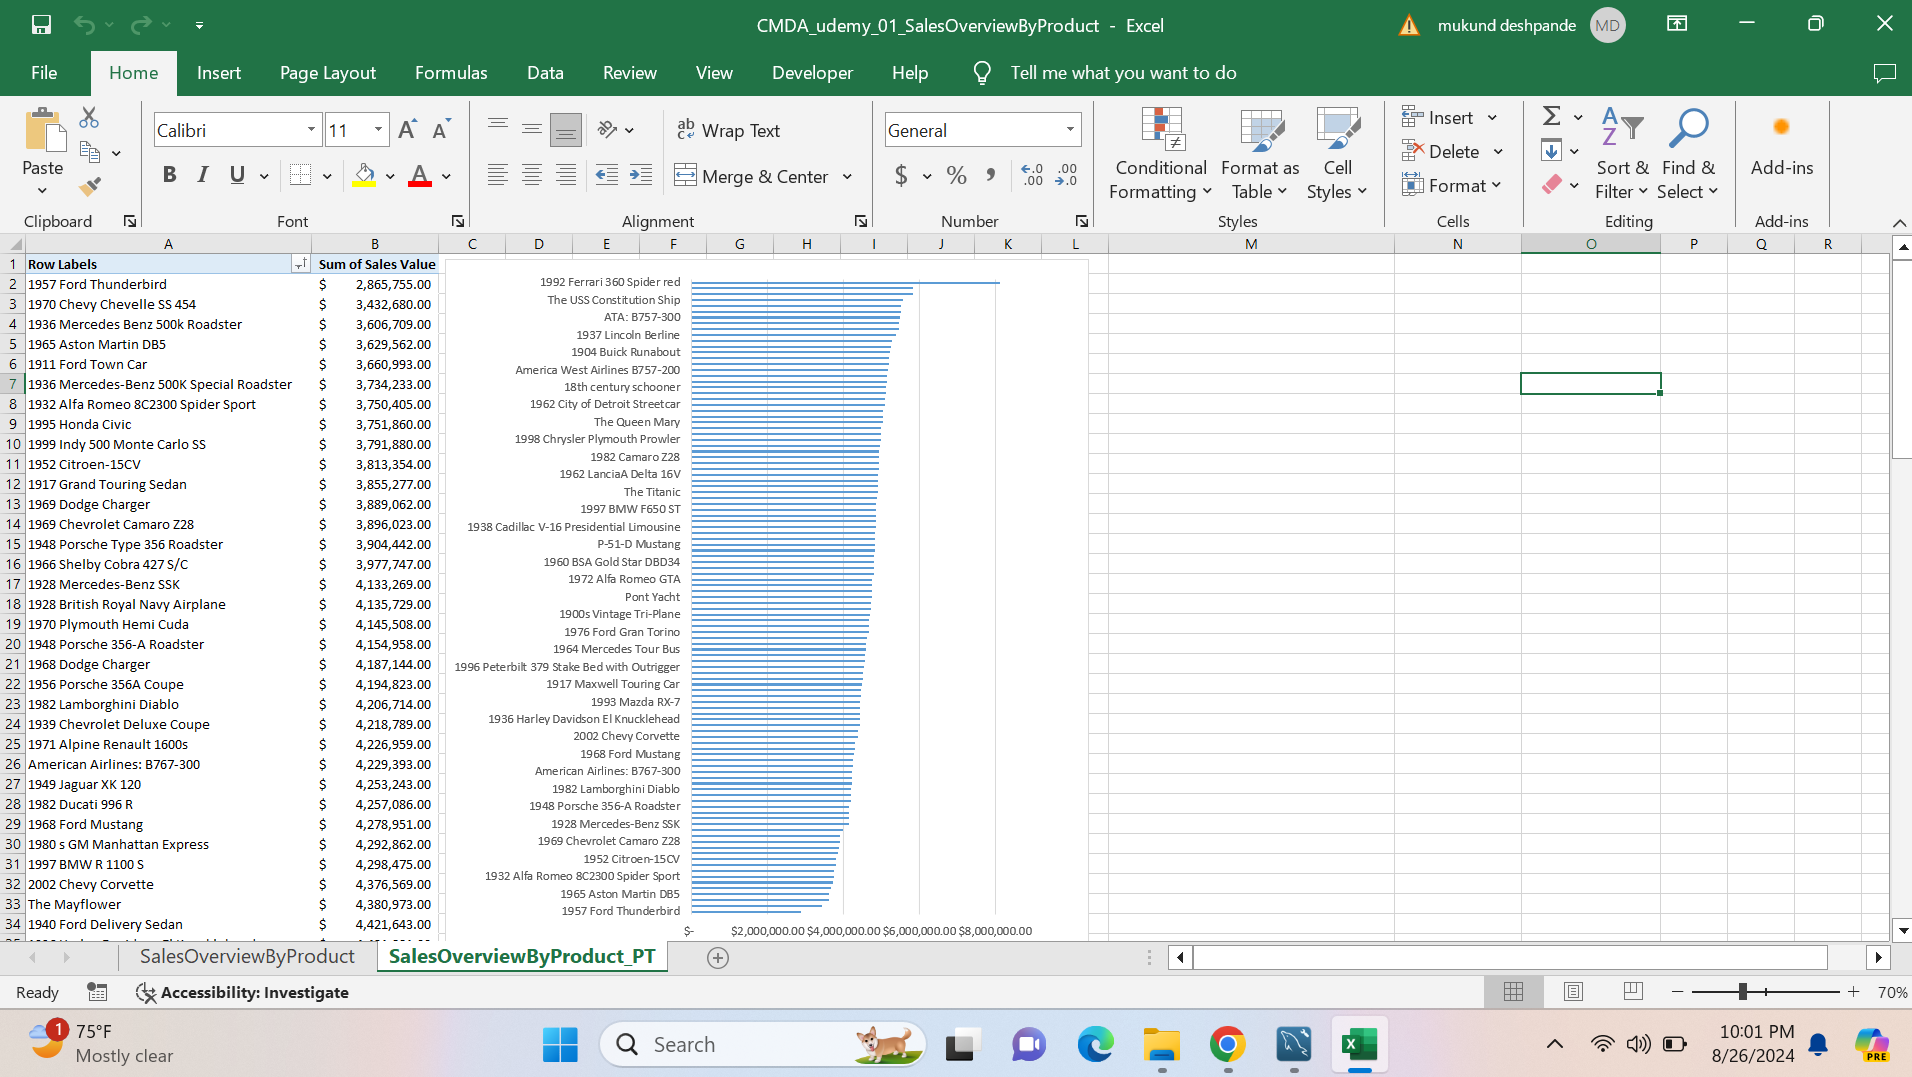 CMDA_udemy_01_SalesOverviewByProduct - Excel
mukund deshpande MD
File Home Insert Page Layout Formulas Data Review View Developer Help Tell me what you want to do
Paste
Clipboard
Calibri 11
B I U
Font
Wrap Text
Merge & Center
Alignment
General
$ % ,
Number
Conditional Formatting
Format as Table
Cell Styles
Styles
Insert
Delete
Format
Cells
Sort & Filter
Find & Select
Editing
Add-ins
Add-ins
A B C D E F G H I J K L M N O P Q R
1 Row Labels Sum of Sales Value
2 1957 Ford Thunderbird $ 2,865,755.00
3 1970 Chevy Chevelle SS 454 $ 3,432,680.00
4 1936 Mercedes Benz 500k Roadster $ 3,606,709.00
5 1965 Aston Martin DB5 $ 3,629,562.00
6 1911 Ford Town Car $ 3,660,993.00
7 1936 Mercedes-Benz 500K Special Roadster $ 3,734,233.00
8 1932 Alfa Romeo 8C2300 Spider Sport $ 3,750,405.00
9 1995 Honda Civic $ 3,751,860.00
10 1999 Indy 500 Monte Carlo SS $ 3,791,880.00
11 1952 Citroen-15CV $ 3,813,354.00
12 1917 Grand Touring Sedan $ 3,855,277.00
13 1969 Dodge Charger $ 3,889,062.00
14 1969 Chevrolet Camaro Z28 $ 3,896,023.00
15 1948 Porsche Type 356 Roadster $ 3,904,442.00
16 1966 Shelby Cobra 427 S/C $ 3,977,747.00
17 1928 Mercedes-Benz SSK $ 4,133,269.00
18 1928 British Royal Navy Airplane $ 4,135,729.00
19 1970 Plymouth Hemi Cuda $ 4,145,508.00
20 1948 Porsche 356-A Roadster $ 4,154,958.00
21 1968 Dodge Charger $ 4,187,144.00
22 1956 Porsche 356A Coupe $ 4,194,823.00
23 1982 Lamborghini Diablo $ 4,206,714.00
24 1939 Chevrolet Deluxe Coupe $ 4,218,789.00
25 1971 Alpine Renault 1600s $ 4,226,959.00
26 American Airlines: B767-300 $ 4,229,393.00
27 1949 Jaguar XK 120 $ 4,253,243.00
28 1982 Ducati 996 R $ 4,257,086.00
29 1968 Ford Mustang $ 4,278,951.00
30 1980 s GM Manhattan Express $ 4,292,862.00
31 1997 BMW R 1100 S $ 4,298,475.00
32 2002 Chevy Corvette $ 4,376,569.00
33 The Mayflower $ 4,380,973.00
34 1940 Ford Delivery Sedan $ 4,421,643.00
1992 Ferrari 360 Spider red
The USS Constitution Ship
ATA: B757-300
1937 Lincoln Berline
1904 Buick Runabout
America West Airlines B757-200
18th century schooner
1962 City of Detroit Streetcar
The Queen Mary
1998 Chrysler Plymouth Prowler
1982 Camaro Z28
1962 LanciaA Delta 16V
The Titanic
1997 BMW F650 ST
1938 Cadillac V-16 Presidential Limousine
P-51-D Mustang
1960 BSA Gold Star DBD34
1972 Alfa Romeo GTA
Pont Yacht
1900s Vintage Tri-Plane
1976 Ford Gran Torino
1964 Mercedes Tour Bus
1996 Peterbilt 379 Stake Bed with Outrigger
1917 Maxwell Touring Car
1993 Mazda RX-7
1936 Harley Davidson El Knucklehead
2002 Chevy Corvette
1968 Ford Mustang
American Airlines: B767-300
1982 Lamborghini Diablo
1948 Porsche 356-A Roadster
1928 Mercedes-Benz SSK
1969 Chevrolet Camaro Z28
1952 Citroen-15CV
1932 Alfa Romeo 8C2300 Spider Sport
1965 Aston Martin DB5
1957 Ford Thunderbird
$- $2,000,000.00 $4,000,000.00 $6,000,000.00 $8,000,000.00
SalesOverviewByProduct SalesOverviewByProduct_PT
Ready Accessibility: Investigate 70%
1 75°F
Mostly clear
Search
10:01 PM
8/26/2024
PRE